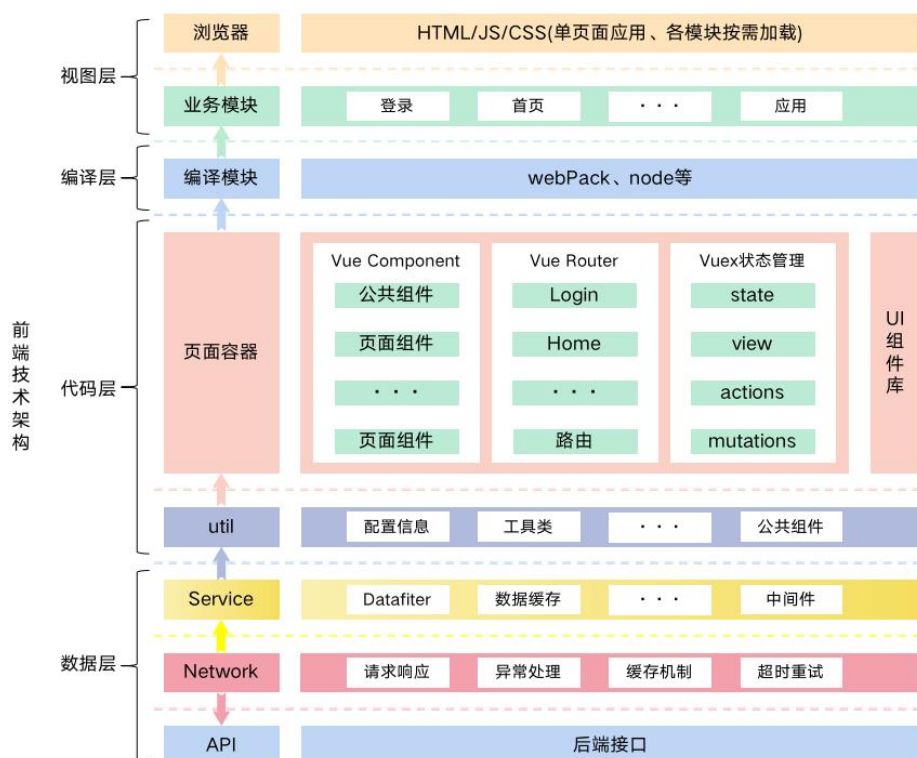 前端技术架构
视图层
浏览器
HTML/JS/CSS(单页面应用、各模块按需加载)
业务模块
登录
首页
· · ·
应用
编译层
编译模块
webPack、node等
代码层
页面容器
Vue Component
公共组件
页面组件
· · ·
页面组件
Vue Router
Login
Home
· · ·
路由
Vuex状态管理
state
view
actions
mutations
UI组件库
util
配置信息
工具类
· · ·
公共组件
数据层
Service
Datafiter
数据缓存
· · ·
中间件
Network
请求响应
异常处理
缓存机制
超时重试
API
后端接口